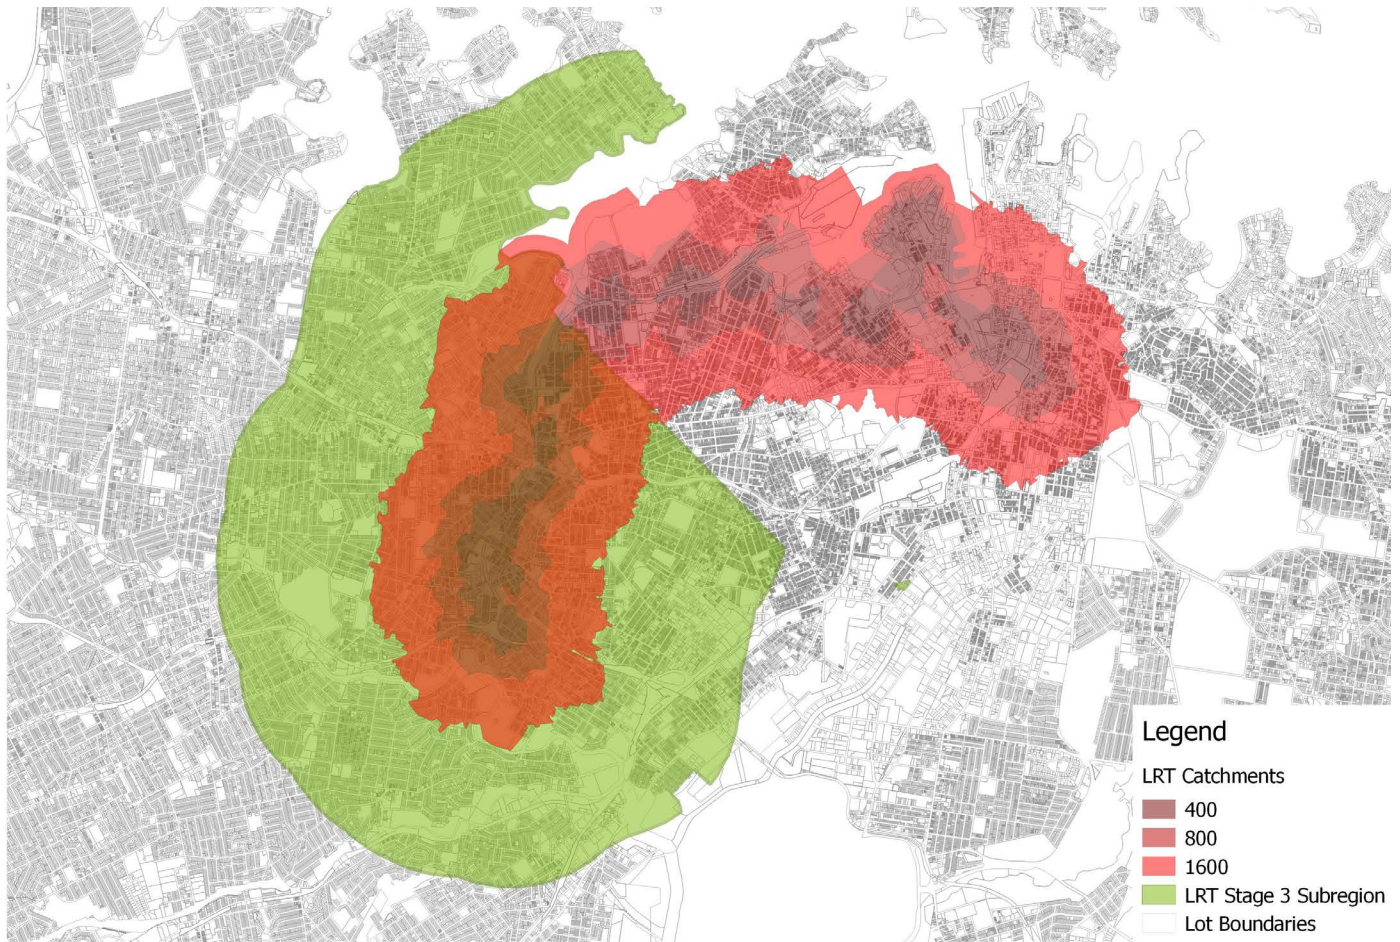 Legend
LRT Catchments
400
800
1600
LRT Stage 3 Subregion
Lot Boundaries